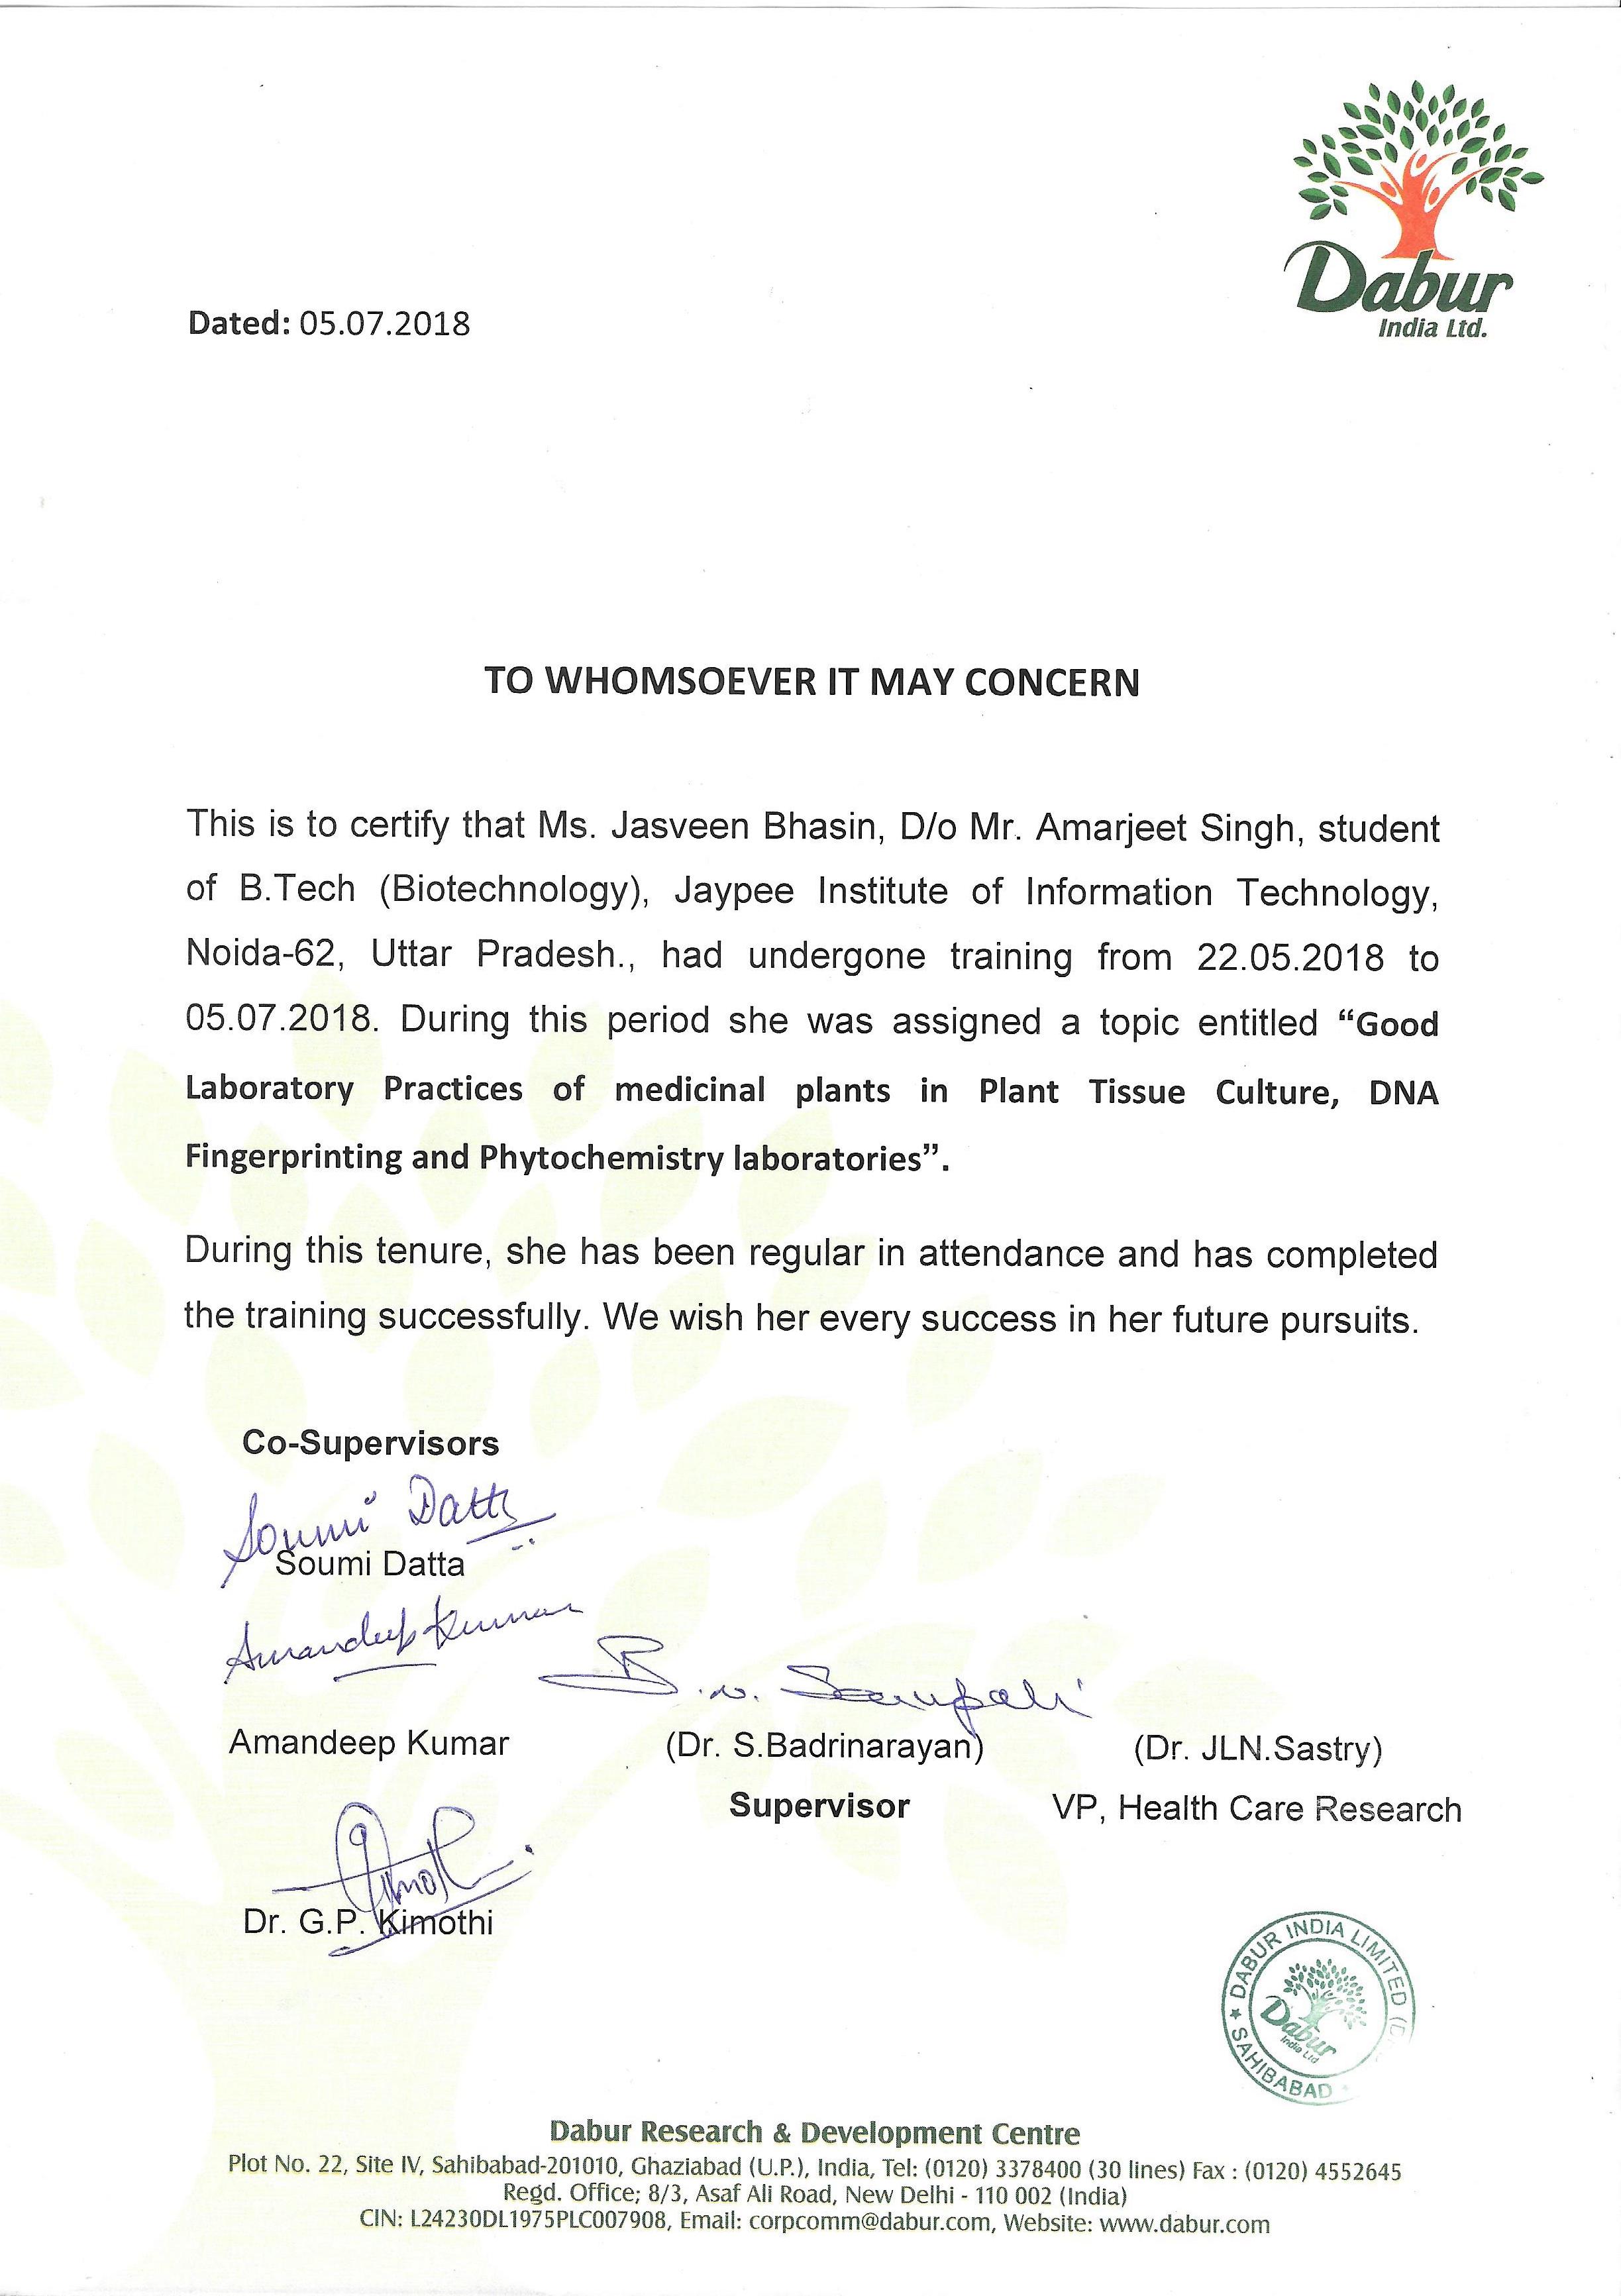 Dabur
India Ltd.
Dated: 05.07.2018
TO WHOMSOEVER IT MAY CONCERN
This is to certify that Ms. Jasveen Bhasin, D/o Mr. Amarjeet Singh, student
of B.Tech (Biotechnology), Jaypee Institute of Information Technology,
Noida-62, Uttar Pradesh., had undergone training from 22.05.2018 to
05.07.2018. During this period she was assigned a topic entitled “Good
Laboratory Practices of medicinal plants in Plant Tissue Culture, DNA
Fingerprinting and Phytochemistry laboratories”.
During this tenure, she has been regular in attendance and has completed
the training successfully. We wish her every success in her future pursuits.
Co-Supervisors
Soumi Datta
Soumi Datta
Amandeep Kumar
Amandeep Kumar
(Dr. S.Badrinarayan)
(Dr. JLN.Sastry)
Supervisor
VP, Health Care Research
Dr. G.P. Kimothi
DABUR INDIA LIMITED
Dabur
India Ltd
SAHIBABAD
Dabur Research & Development Centre
Plot No. 22, Site IV, Sahibabad-201010, Ghaziabad (U.P.), India, Tel: (0120) 3378400 (30 lines) Fax : (0120) 4552645
Regd. Office; 8/3, Asaf Ali Road, New Delhi - 110 002 (India)
CIN: L24230DL1975PLC007908, Email: corpcomm@dabur.com, Website: www.dabur.com